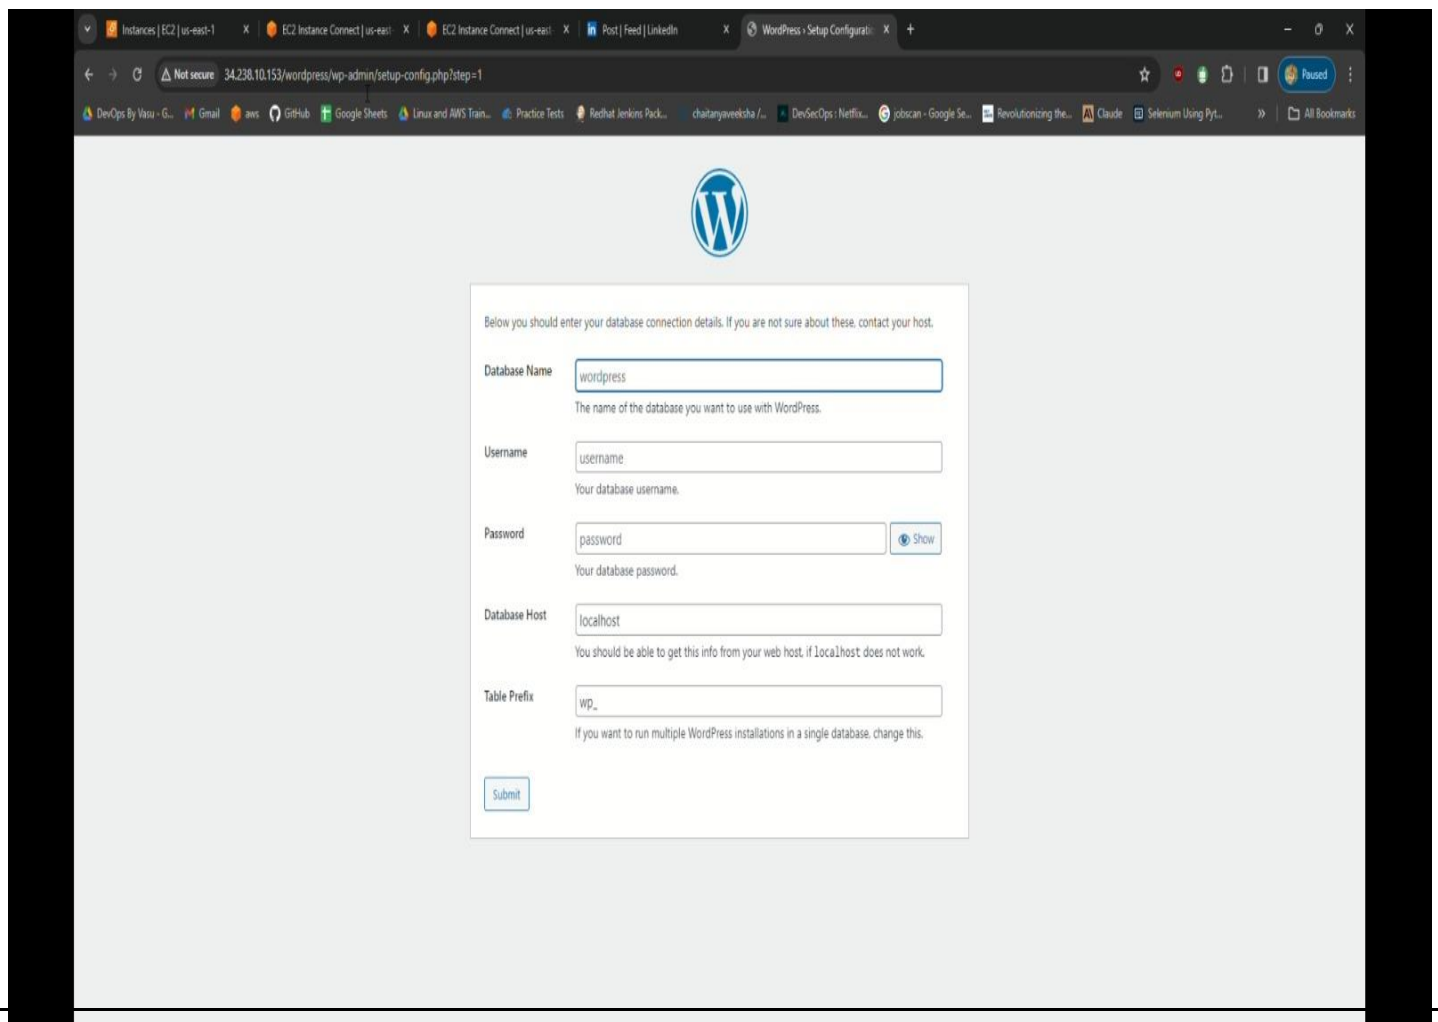 Instances | EC2 | us-east-1 X EC2 Instance Connect | us-east- X EC2 Instance Connect | us-east- X in Post | Feed | LinkedIn X WordPress › Setup Configuratio X +
Not secure 34.238.10.153/wordpress/wp-admin/setup-config.php?step=1 Paused
DevOps By Vasu - G... Gmail aws GitHub Google Sheets Linux and AWS Train... Practice Tests Redhat Jenkins Pack... chaitanyaveeksha /... DevSecOps : Netflix... jobscan - Google Se... Revolutionizing the... Claude Selenium Using Pyt... » All Bookmarks
Below you should enter your database connection details. If you are not sure about these, contact your host.
Database Name wordpress
The name of the database you want to use with WordPress.
Username username
Your database username.
Password password Show
Your database password.
Database Host localhost
You should be able to get this info from your web host, if localhost does not work.
Table Prefix wp_
If you want to run multiple WordPress installations in a single database, change this.
Submit